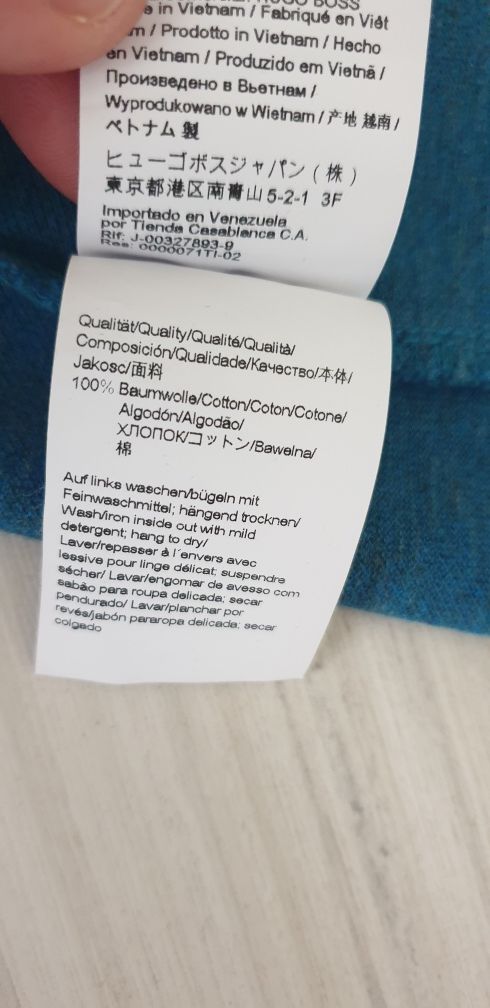 HUGO BOSS
in Vietnam / Fabriqué en Viêt
/ Prodotto in Vietnam / Hecho
en Vietnam / Produzido em Vietnã /
Произведено в Вьетнам /
Wyprodukowano w Wietnam / 产地 越南 /
ベトナム 製
ヒューゴボスジャパン ( 株 )
東京都港区南青山 5-2-1 3F
Importado en Venezuela
por Tienda Casablanca C.A.
Rif: J-00327893-9
Res: 0000071TI-02
Qualität/Quality/Qualité/Qualità/
Composición/Qualidade/Качество/本体/
Jakosc/面料
100% Baumwolle/Cotton/Coton/Cotone/
Algodón/Algodão/
ХЛОПОК/コットン/Bawelna/
棉
Auf links waschen/bügeln mit
Feinwaschmittel; hängend trocknen/
Wash/iron inside out with mild
detergent; hang to dry/
Laver/repasser à l´envers avec
lessive pour linge délicat; suspendre
sécher/ Lavar/engomar de avesso com
sabão para roupa delicada; secar
pendurado/ Lavar/planchar por
revés/jabón pararopa delicada; secar
colgado